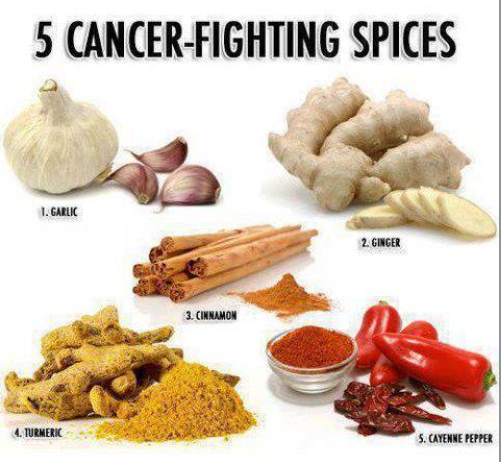 5 CANCER-FIGHTING SPICES
1. GARLIC
2. GINGER
3. CINNAMON
4. TURMERIC
5. CAYENNE PEPPER